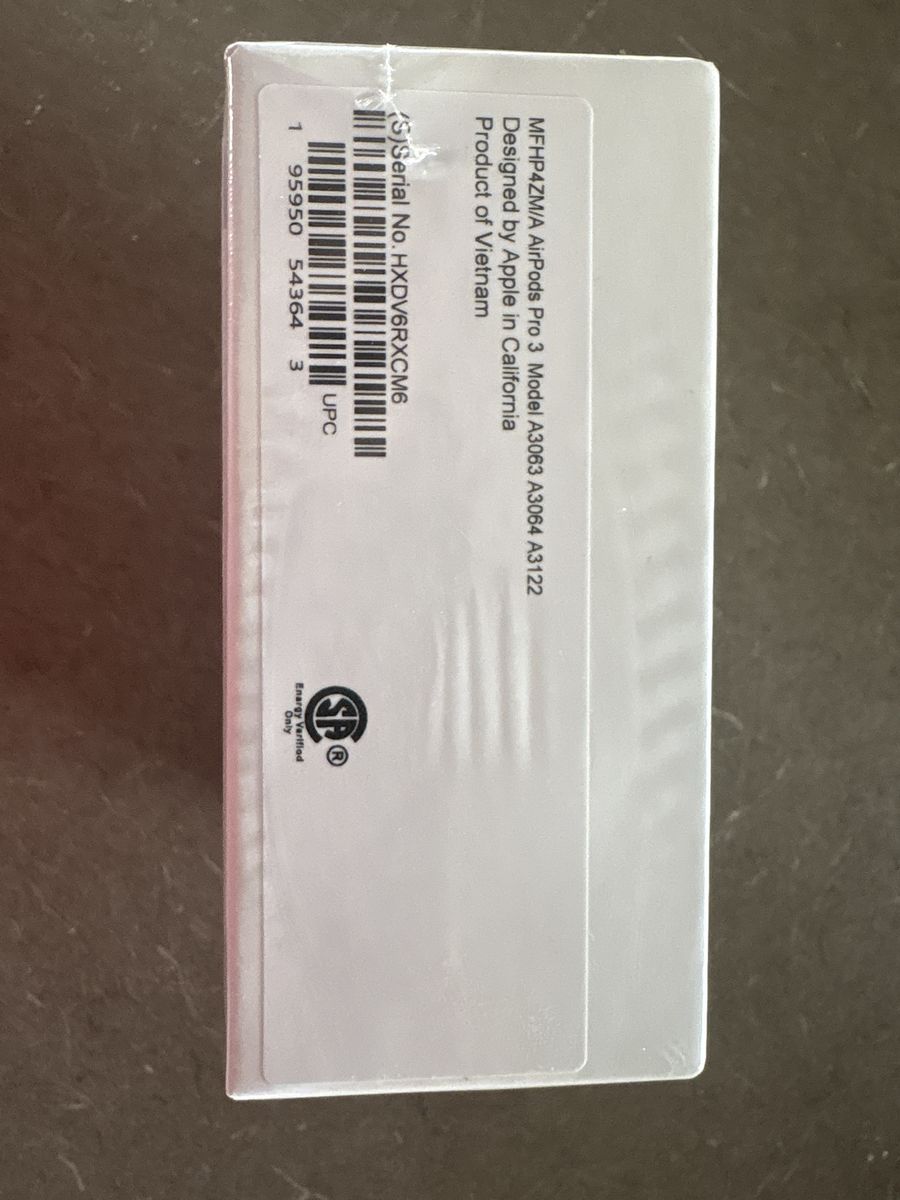 MFHP4ZM/A AirPods Pro 3 Model A3063 A3064 A3122
Designed by Apple in California
Product of Vietnam
(S)Serial No. HXDV6RXCM6
UPC
1 95950 54364 3
SA®
Energy Verified
Only